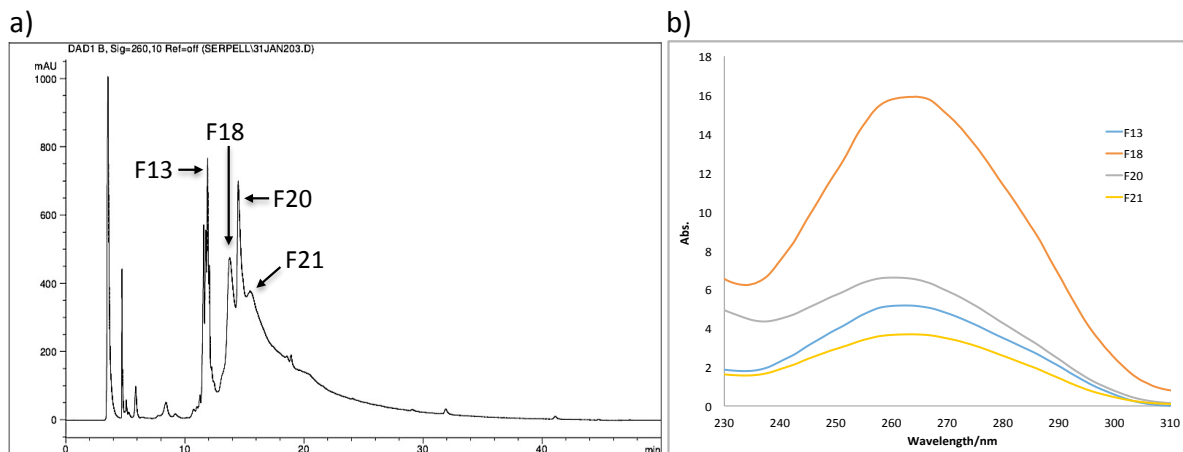 a)
DAD1 B, Sig=260,10 Ref=off (SERPELL\31JAN203.D)
mAU
1000
800
600
400
200
0
F18
F13
F20
F21
0
10
20
30
40
min
b)
18
16
14
12
10
8
6
4
2
0
Abs.
F13
F18
F20
F21
230
240
250
260
270
280
290
300
310
Wavelength/nm